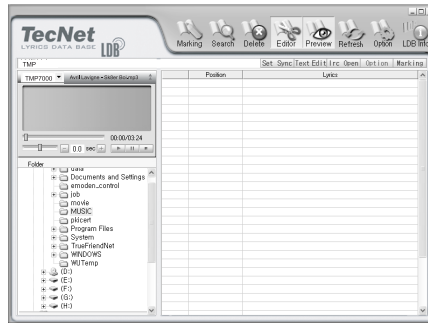 TecNet
LYRICS DATA BASE LDB
Marking Search Delete Editor Preview Refresh Option LDB Info
TMP
Set Sync Text Edit lrc Open Option Marking
TMP7000 Avril Lavigne - Sk8er Boi.mp3
Position Lyrics
00:00/03:24
0.0 sec
Folder
data
Documents and Settings
emoden_control
job
movie
MUSIC
pkicert
Program Files
System
TrueFriendNet
WINDOWS
WUTemp
(D:)
(E:)
(F:)
(G:)
(H:)